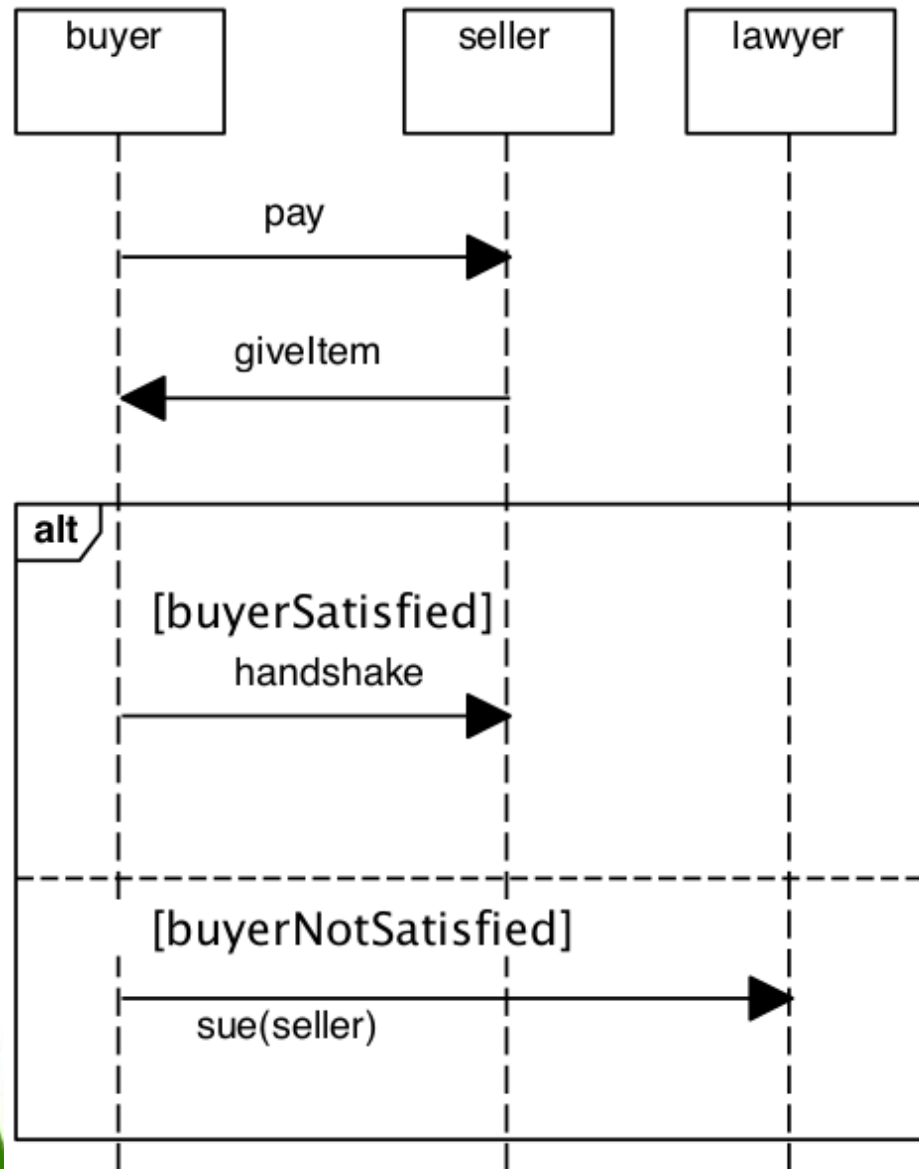 buyer
seller
lawyer
pay
giveItem
alt
[buyerSatisfied]
handshake
[buyerNotSatisfied]
sue(seller)